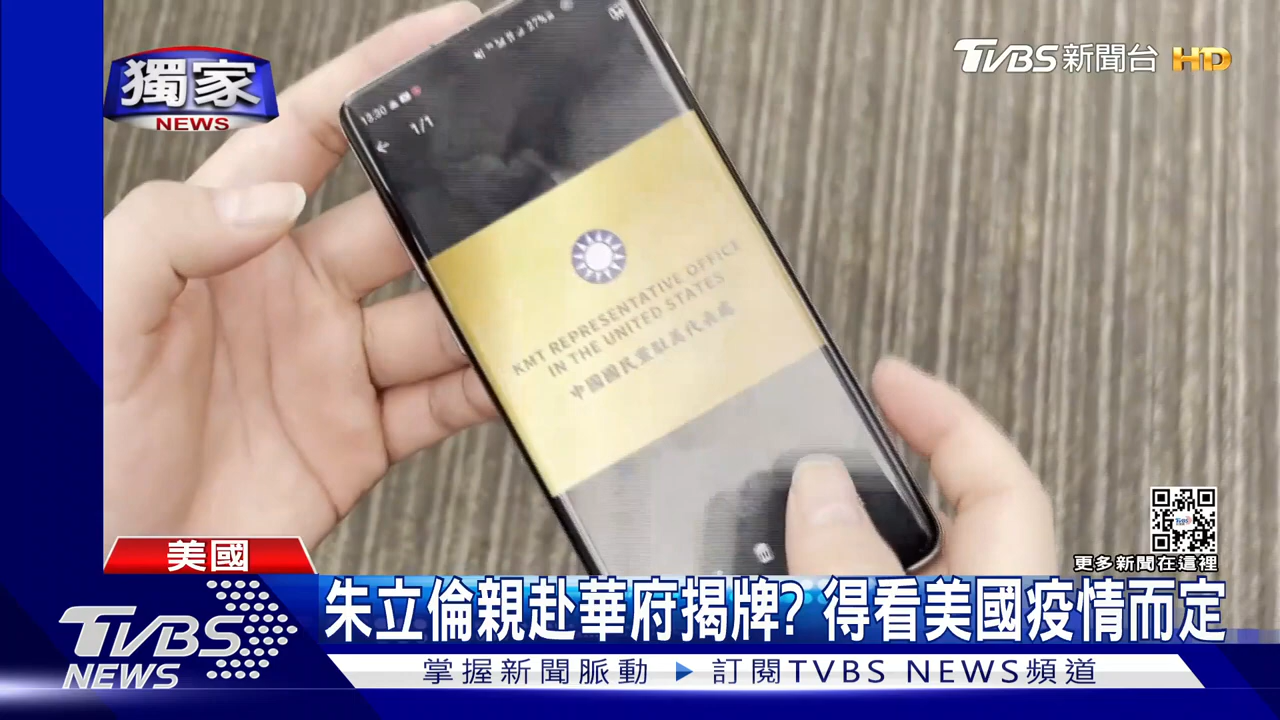 獨家
NEWS
TVBS新聞台 HD
18:30
27%
1/1
KMT REPRESENTATIVE OFFICE
IN THE UNITED STATES
中國國民黨駐美代表處
更多新聞在這裡
美國
TVBS
NEWS
朱立倫親赴華府揭牌? 得看美國疫情而定
掌握新聞脈動 ▶ 訂閱TVBS NEWS頻道